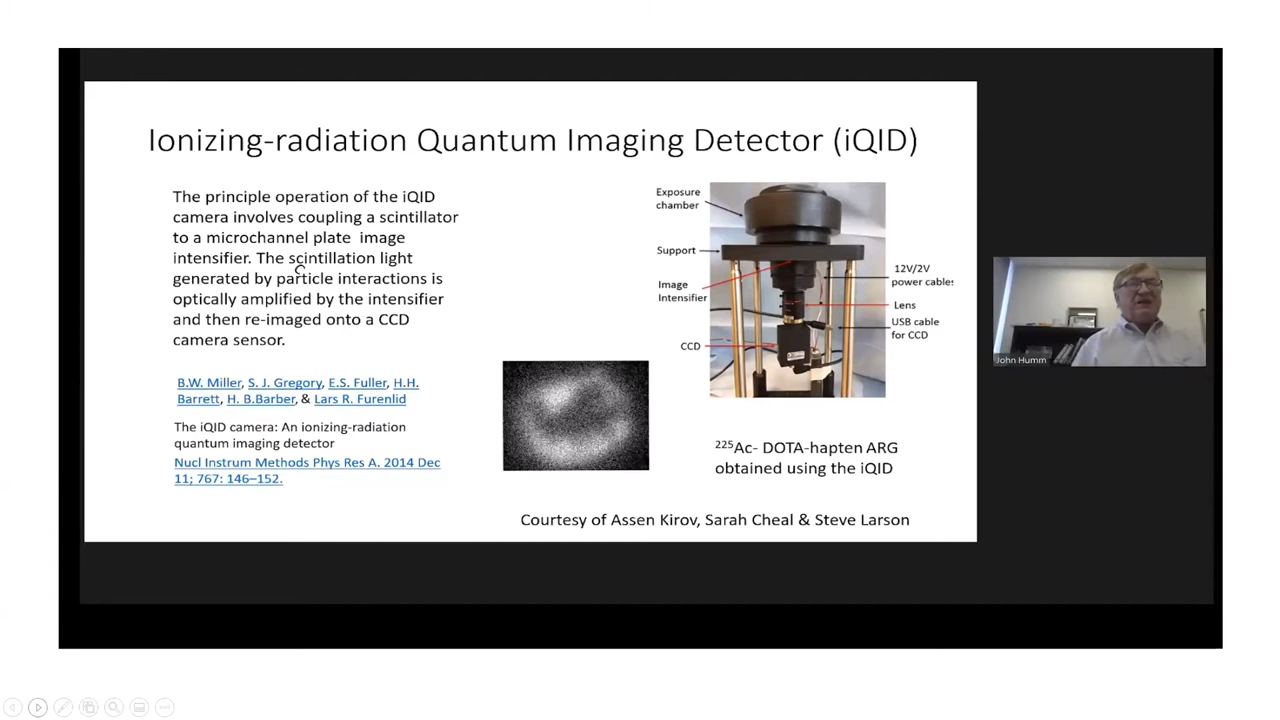 Ionizing-radiation Quantum Imaging Detector (iQID)
The principle operation of the iQID
camera involves coupling a scintillator
to a microchannel plate image
intensifier. The scintillation light
generated by particle interactions is
optically amplified by the intensifier
and then re-imaged onto a CCD
camera sensor.
B.W. Miller, S. J. Gregory, E.S. Fuller, H.H.
Barrett, H. B.Barber, & Lars R. Furenlid
The iQID camera: An ionizing-radiation
quantum imaging detector
Nucl Instrum Methods Phys Res A. 2014 Dec
11; 767: 146–152.
Exposure
chamber
Support
Image
Intensifier
CCD
12V/2V
power cables
Lens
USB cable
for CCD
225Ac- DOTA-hapten ARG
obtained using the iQID
Courtesy of Assen Kirov, Sarah Cheal & Steve Larson
John Humm